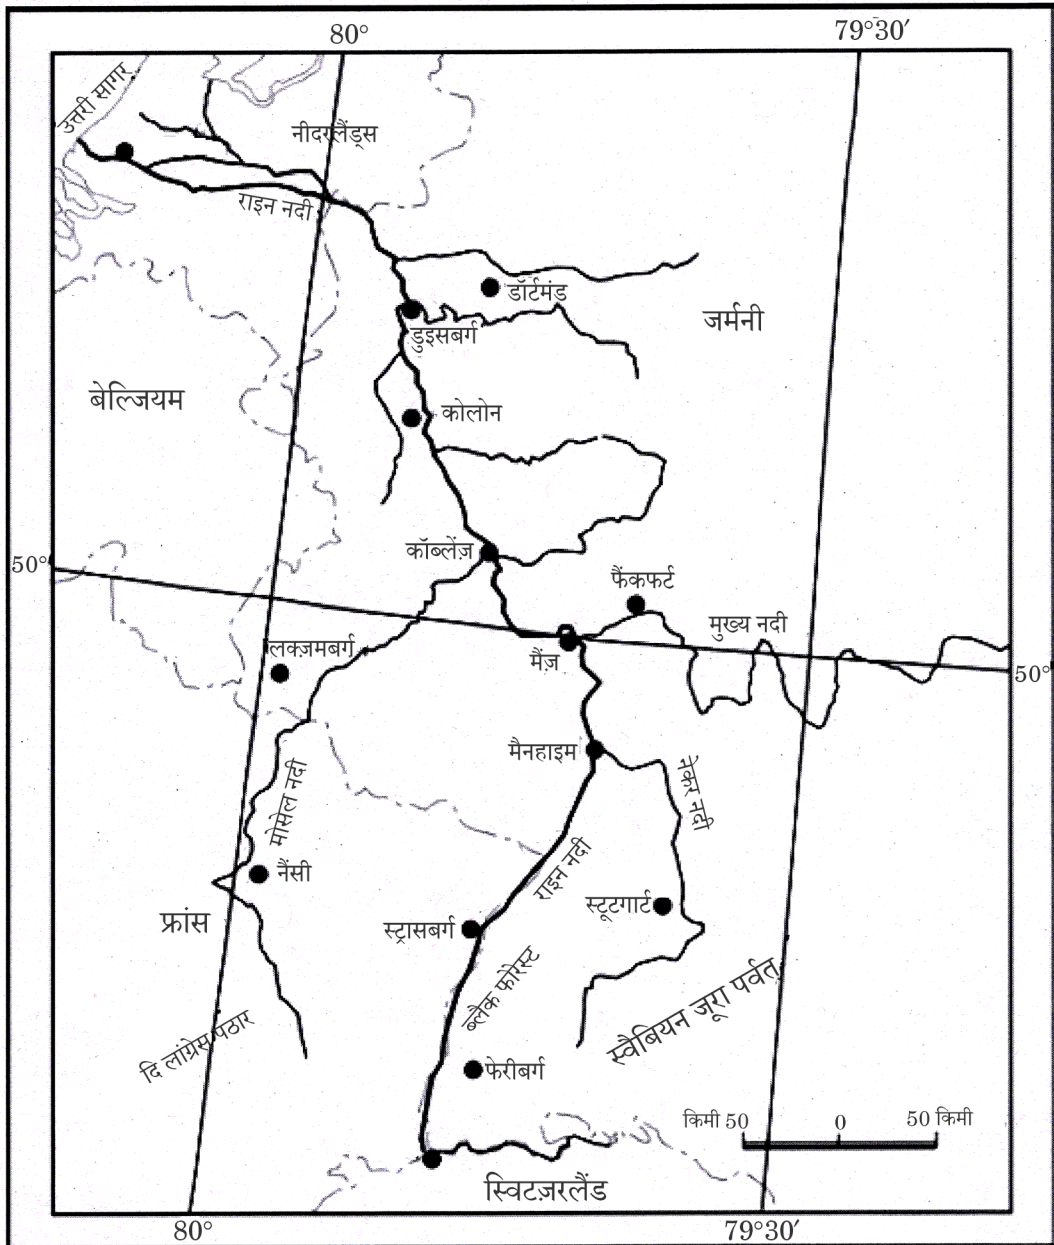 80°
79°30′
उत्तरी सागर
नीदरलैंड्स
राइन नदी
डॉर्टमंड
जर्मनी
डुइसबर्ग
बेल्जियम
कोलोन
कॉब्लेंज़
50°
फ्रैंकफर्ट
मुख्य नदी
लक्ज़मबर्ग
मैंज़
50°
मैनहाइम
नेकर नदी
मोसेल नदी
नैंसी
राइन नदी
स्टूटगार्ट
फ्रांस
स्ट्रासबर्ग
ब्लैक फोरेस्ट
स्वैबियन जूरा पर्वत
दि लांग्रेस पठार
फेरीबर्ग
किमी 50 0 50 किमी
स्विटज़रलैंड
80°
79°30′